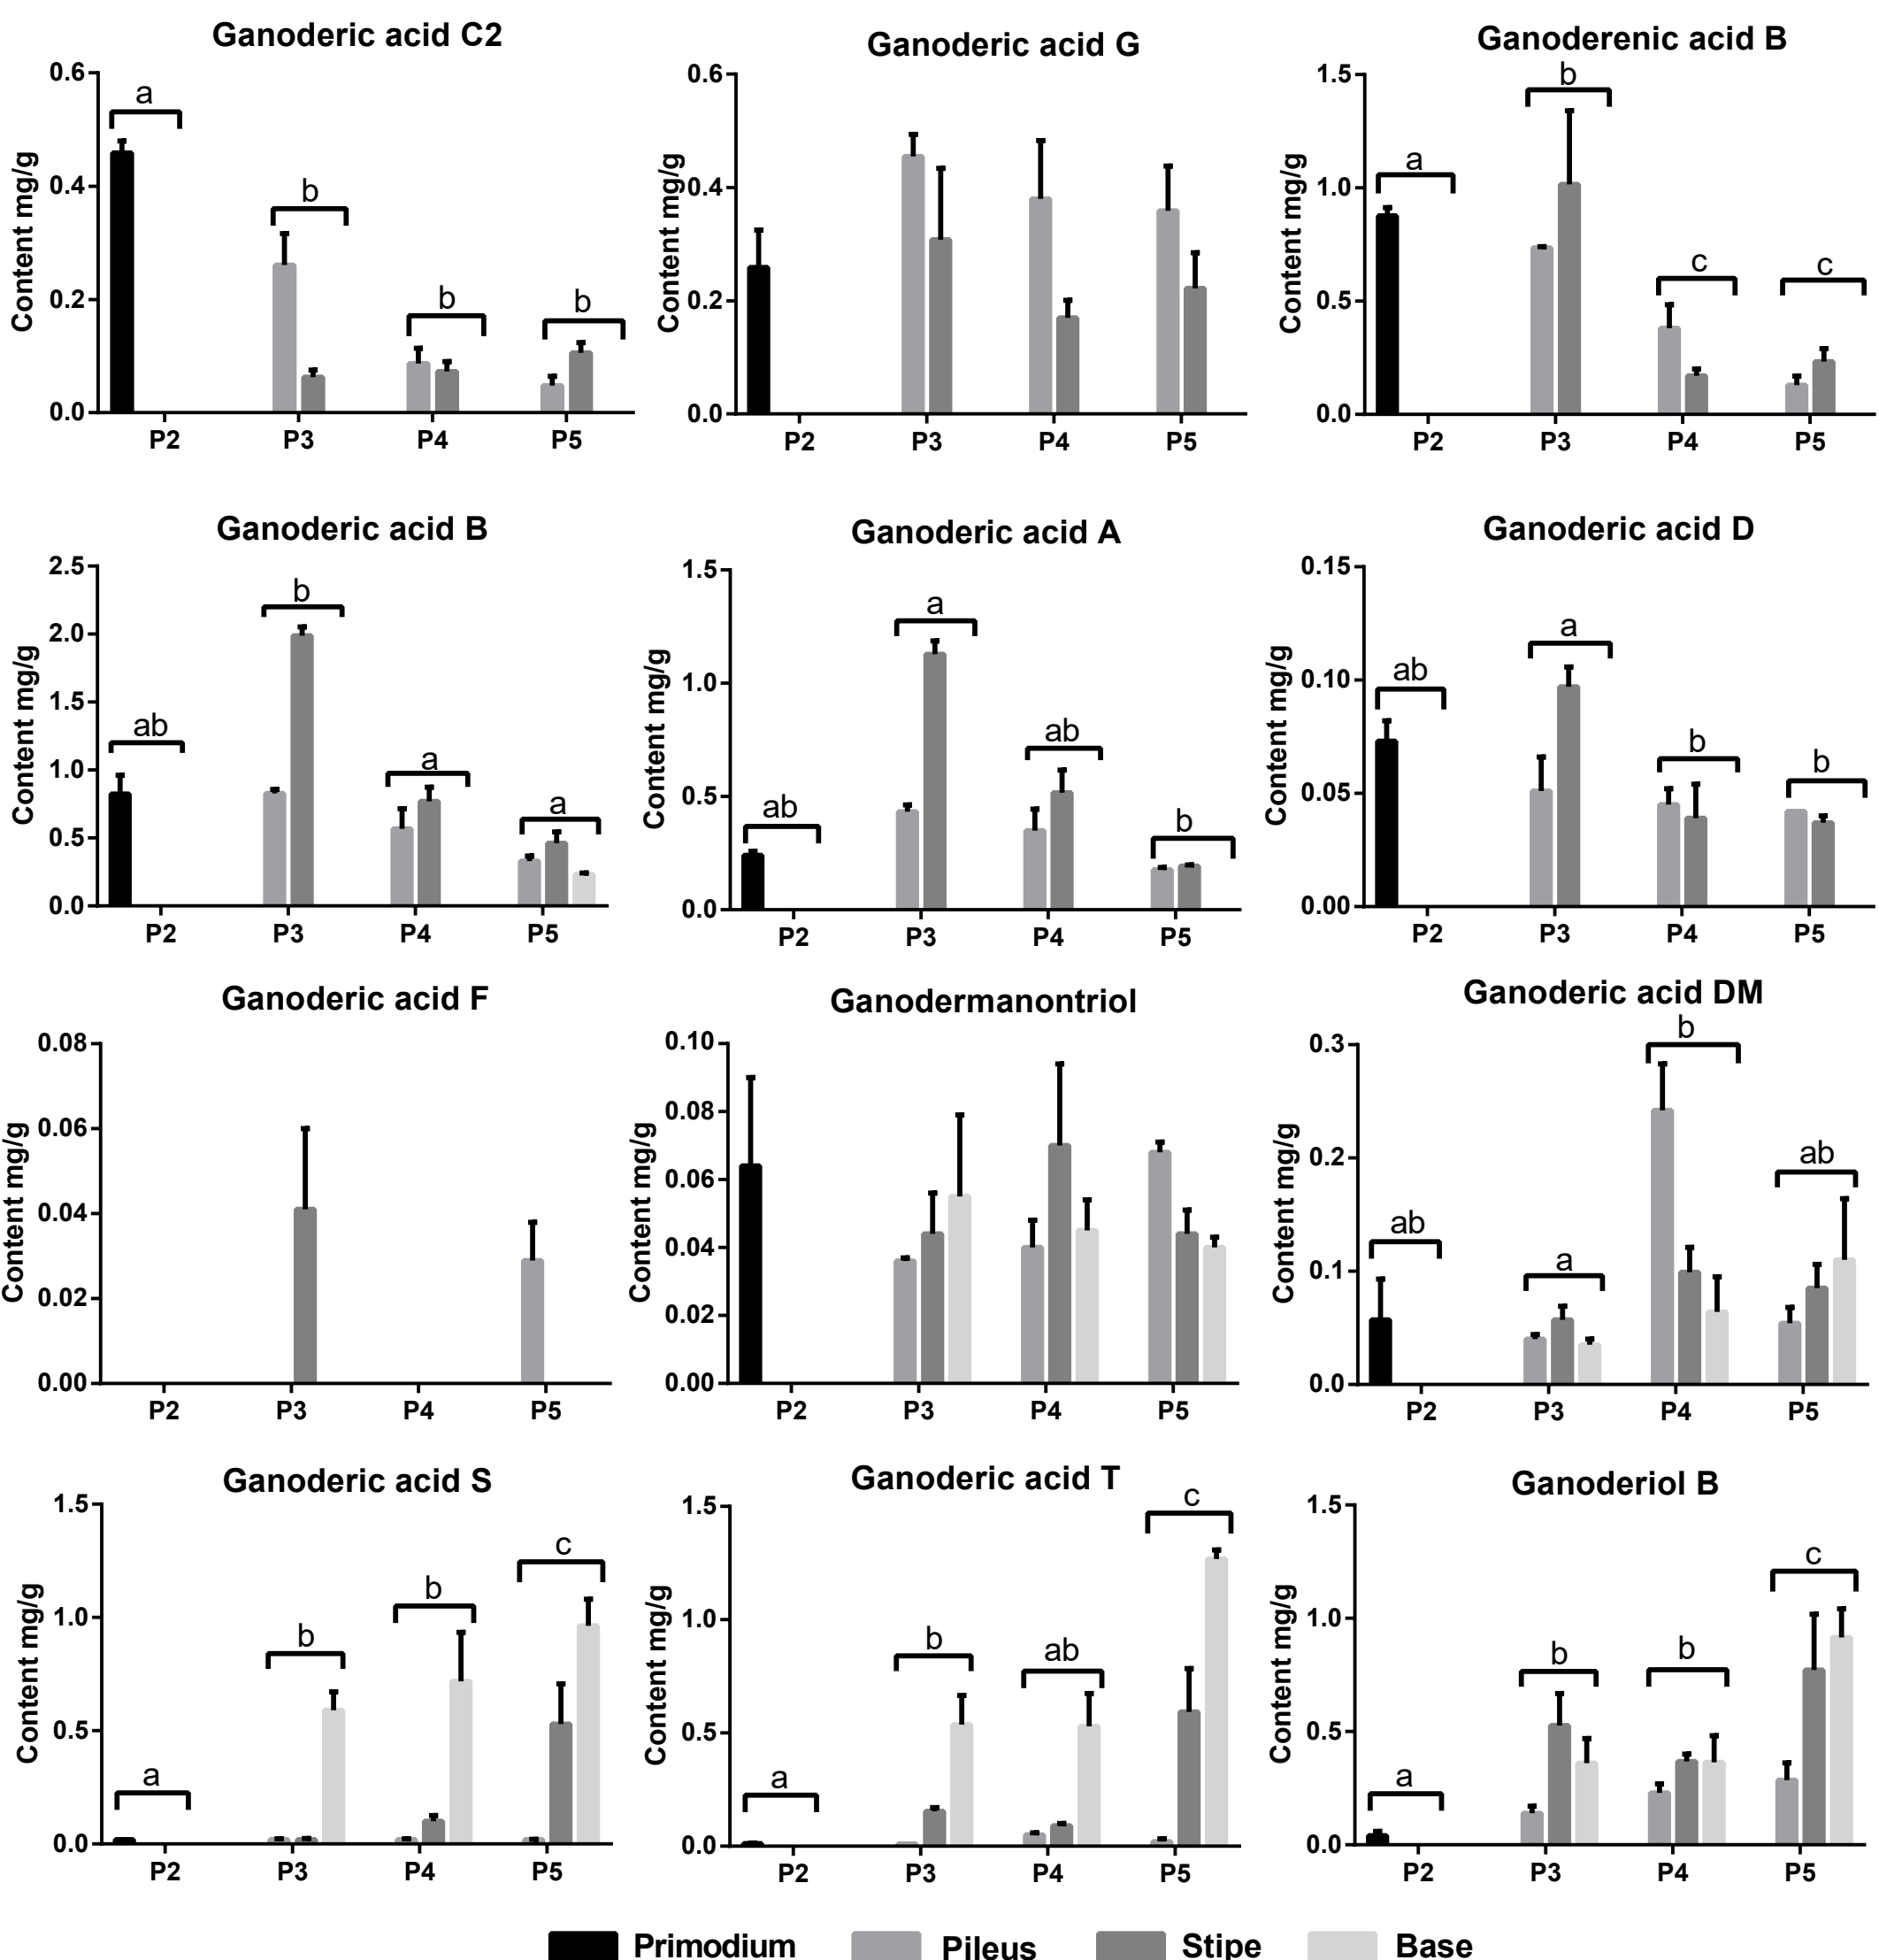 Ganoderic acid C2
Ganoderic acid G
Ganoderenic acid B
Content mg/g
0.6
0.4
0.2
0.0
a
b
b
b
P2 P3 P4 P5
Content mg/g
0.6
0.4
0.2
0.0
P2 P3 P4 P5
Content mg/g
1.5
1.0
0.5
0.0
a
b
c
c
P2 P3 P4 P5
Ganoderic acid B
Ganoderic acid A
Ganoderic acid D
Content mg/g
2.5
2.0
1.5
1.0
0.5
0.0
ab
b
a
a
P2 P3 P4 P5
Content mg/g
1.5
1.0
0.5
0.0
ab
a
ab
b
P2 P3 P4 P5
Content mg/g
0.15
0.10
0.05
0.00
ab
a
b
b
P2 P3 P4 P5
Ganoderic acid F
Ganodermanontriol
Ganoderic acid DM
Content mg/g
0.08
0.06
0.04
0.02
0.00
P2 P3 P4 P5
Content mg/g
0.10
0.08
0.06
0.04
0.02
0.00
P2 P3 P4 P5
Content mg/g
0.3
0.2
0.1
0.0
ab
a
b
ab
P2 P3 P4 P5
Ganoderic acid S
Ganoderic acid T
Ganoderiol B
Content mg/g
1.5
1.0
0.5
0.0
a
b
b
c
P2 P3 P4 P5
Content mg/g
1.5
1.0
0.5
0.0
a
b
ab
c
P2 P3 P4 P5
Content mg/g
1.5
1.0
0.5
0.0
a
b
b
c
P2 P3 P4 P5
Primodium Pileus Stipe Base